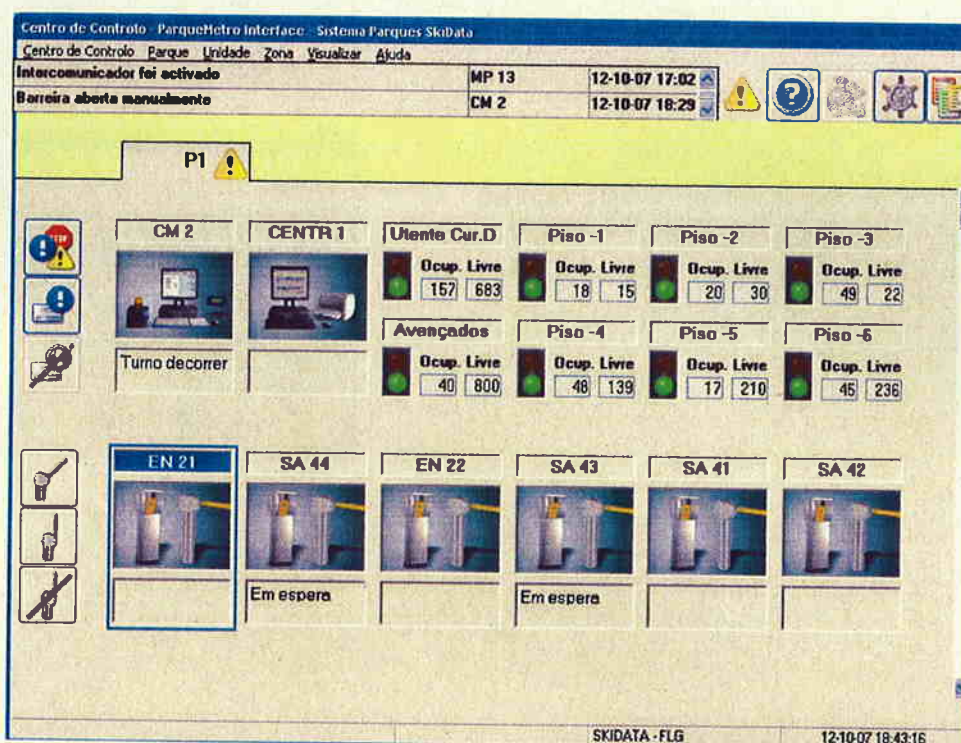 Centro de Controlo - ParqueMetro Interface - Sistema Parques SkiData
Centro de Controlo Parque Unidade Zona Visualizar Ajuda
Intercomunicador foi activado MP 13 12-10-07 17:02
Barreira aberta manualmente CM 2 12-10-07 18:29
P1
CM 2 CENTR 1 Utente Cur.D Piso -1 Piso -2 Piso -3
Ocup. Livre Ocup. Livre Ocup. Livre Ocup. Livre
157 683 18 15 20 30 49 22
Avençados Piso -4 Piso -5 Piso -6
Turno decorrer Ocup. Livre Ocup. Livre Ocup. Livre Ocup. Livre
40 800 48 139 17 210 45 236
EN 21 SA 44 EN 22 SA 43 SA 41 SA 42
Em espera Em espera
SKIDATA - FLG 12-10-07 18:43:16